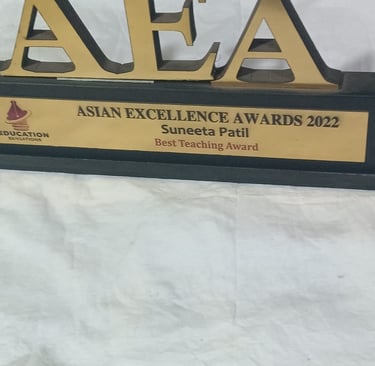 AEA
ASIAN EXCELLENCE AWARDS 2022
Suneeta Patil
Best Teaching Award
EDUCATION